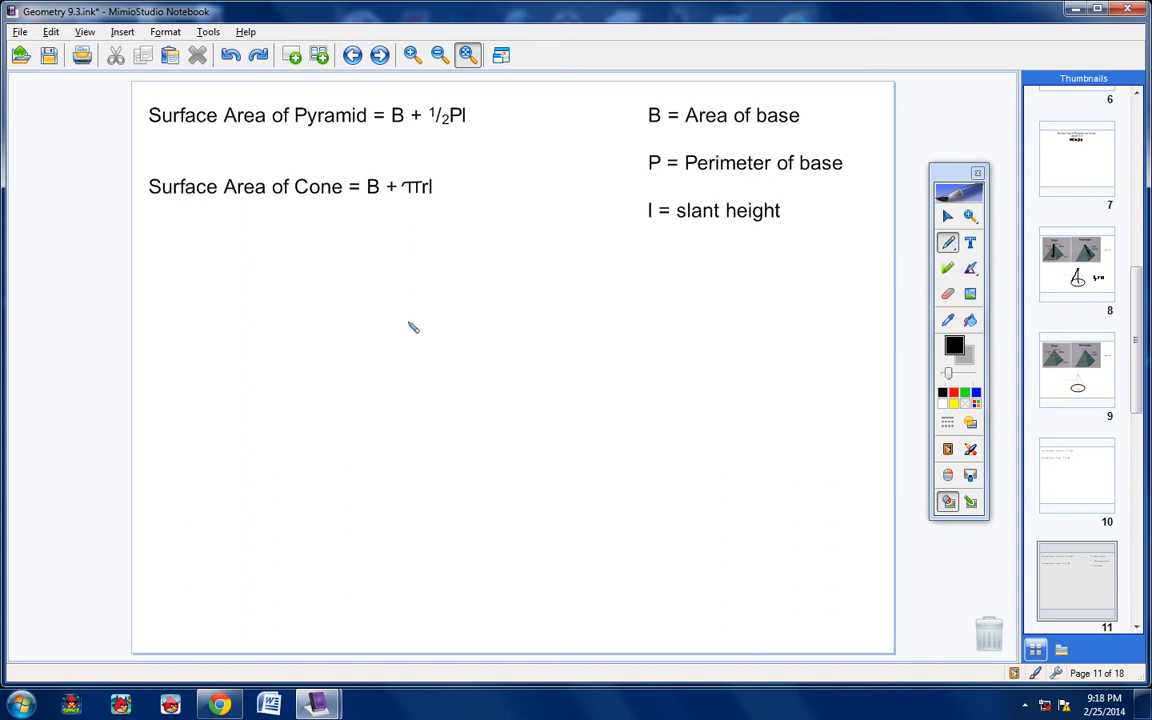 Geometry 9.3.ink* - MimioStudio Notebook
File Edit View Insert Format Tools Help
Surface Area of Pyramid = B + 1/2Pl
Surface Area of Cone = B + πrl
B = Area of base
P = Perimeter of base
l = slant height
Thumbnails
6
7
8
9
10
11
Page 11 of 18
9:18 PM
2/25/2014